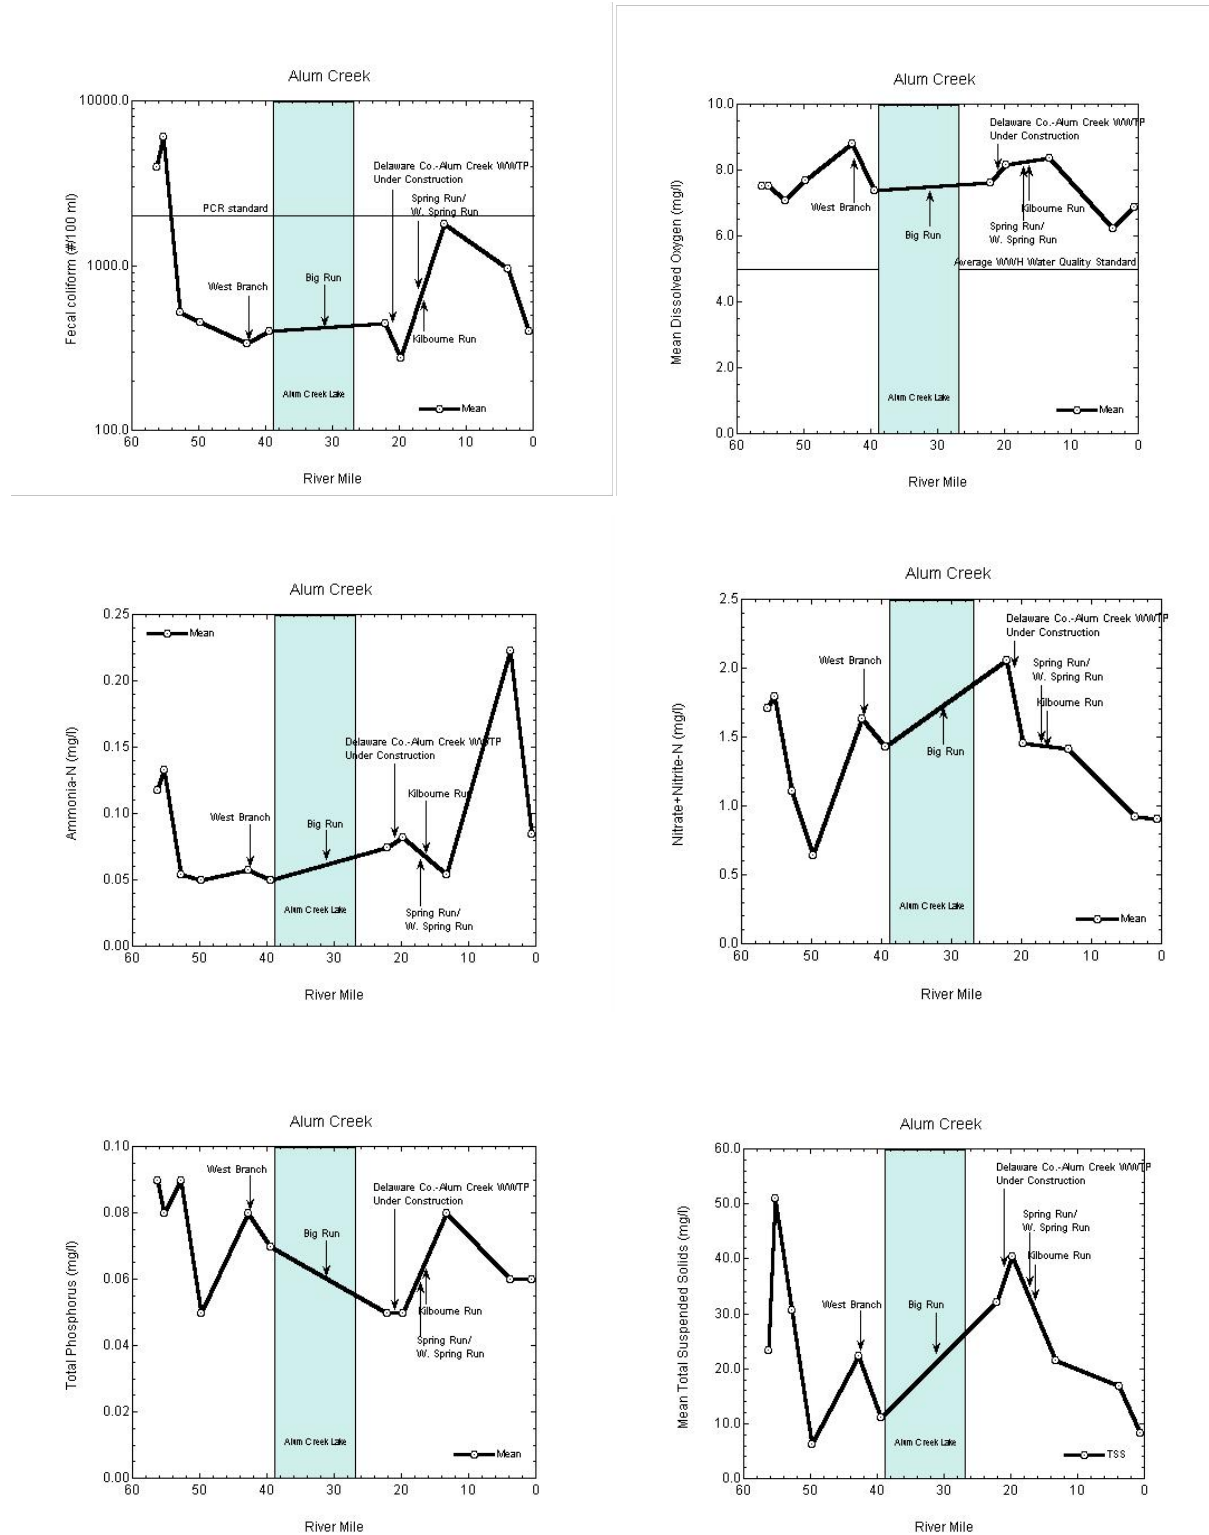 Alum Creek
10000.0
1000.0
100.0
Fecal coliform (#/100 ml)
Delaware Co.-Alum Creek WWTP
Under Construction
Spring Run/
W. Spring Run
PCR standard
Big Run
West Branch
Kilbourne Run
Alum Creek Lake
Mean
60 50 40 30 20 10 0
River Mile
Alum Creek
10.0
8.0
6.0
4.0
2.0
0.0
Mean Dissolved Oxygen (mg/l)
Delaware Co.-Alum Creek WWTP
Under Construction
West Branch
Kilbourne Run
Big Run
Spring Run/
W. Spring Run
Average WWH Water Quality Standard
Alum Creek Lake
Mean
60 50 40 30 20 10 0
River Mile
Alum Creek
0.25
0.20
0.15
0.10
0.05
0.00
Ammonia-N (mg/l)
Mean
Delaware Co.-Alum Creek WWTP
Under Construction
Kilbourne Run
West Branch
Big Run
Alum Creek Lake
Spring Run/
W. Spring Run
60 50 40 30 20 10 0
River Mile
Alum Creek
2.5
2.0
1.5
1.0
0.5
0.0
Nitrate+Nitrite-N (mg/l)
Delaware Co.-Alum Creek WWTP
Under Construction
West Branch
Spring Run/
W. Spring Run
Kilbourne Run
Big Run
Alum Creek Lake
Mean
60 50 40 30 20 10 0
River Mile
Alum Creek
0.10
0.08
0.06
0.04
0.02
0.00
Total Phosphorus (mg/l)
West Branch
Delaware Co.-Alum Creek WWTP
Under Construction
Big Run
Kilbourne Run
Spring Run/
W. Spring Run
Alum Creek Lake
Mean
60 50 40 30 20 10 0
River Mile
Alum Creek
60.0
50.0
40.0
30.0
20.0
10.0
0.0
Mean Total Suspended Solids (mg/l)
Delaware Co.-Alum Creek WWTP
Under Construction
Spring Run/
W. Spring Run
Kilbourne Run
West Branch
Big Run
Alum Creek Lake
TSS
60 50 40 30 20 10 0
River Mile